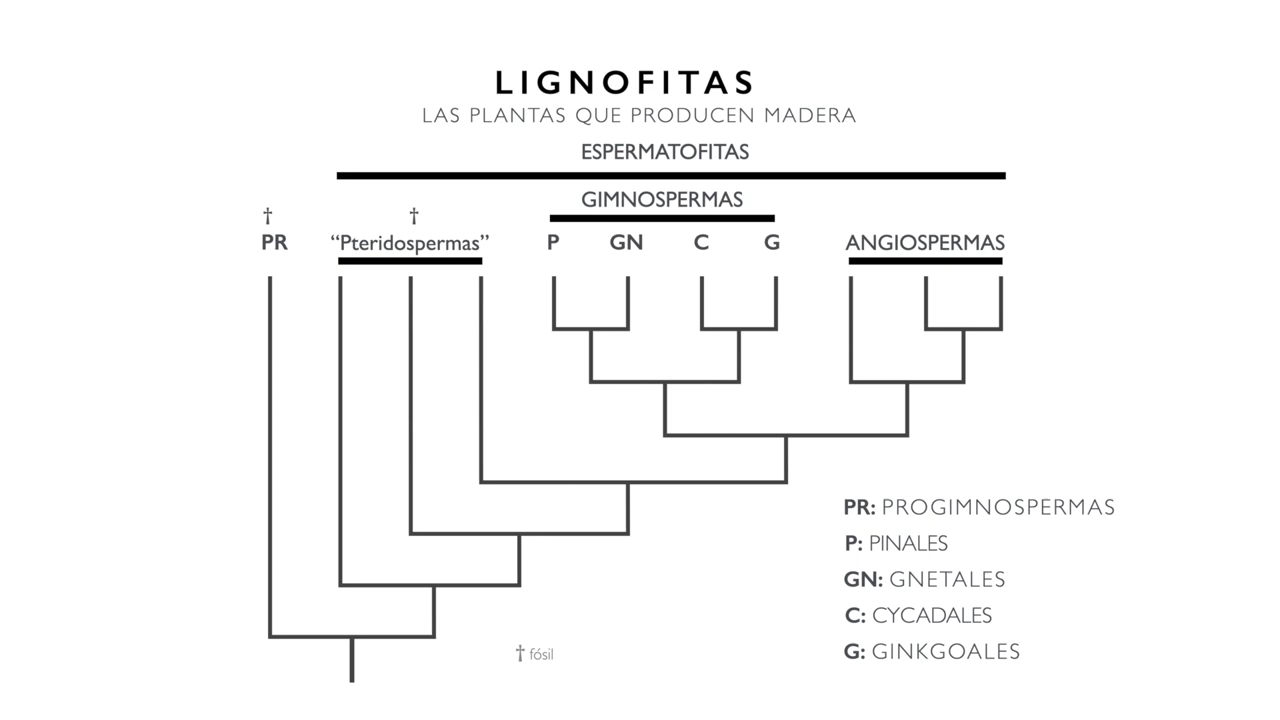 LIGNOFITAS
LAS PLANTAS QUE PRODUCEN MADERA
ESPERMATOFITAS
GIMNOSPERMAS
† †
PR “Pteridospermas” P GN C G ANGIOSPERMAS
PR: PROGIMNOSPERMAS
P: PINALES
GN: GNETALES
C: CYCADALES
G: GINKGOALES
† fósil